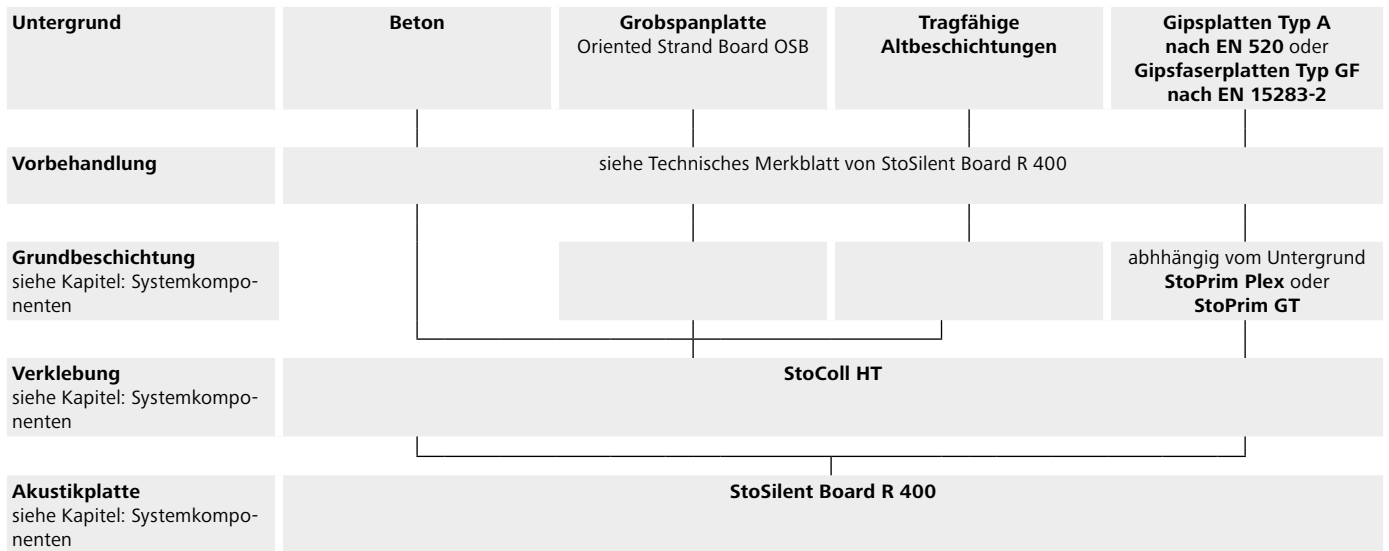 Untergrund
Beton
Grobspanplatte
Oriented Strand Board OSB
Tragfähige
Altbeschichtungen
Gipsplatten Typ A
nach EN 520 oder
Gipsfaserplatten Typ GF
nach EN 15283-2
Vorbehandlung
siehe Technisches Merkblatt von StoSilent Board R 400
Grundbeschichtung
siehe Kapitel: Systemkompo-
nenten
abhhängig vom Untergrund
StoPrim Plex oder
StoPrim GT
Verklebung
siehe Kapitel: Systemkompo-
nenten
StoColl HT
Akustikplatte
siehe Kapitel: Systemkompo-
nenten
StoSilent Board R 400